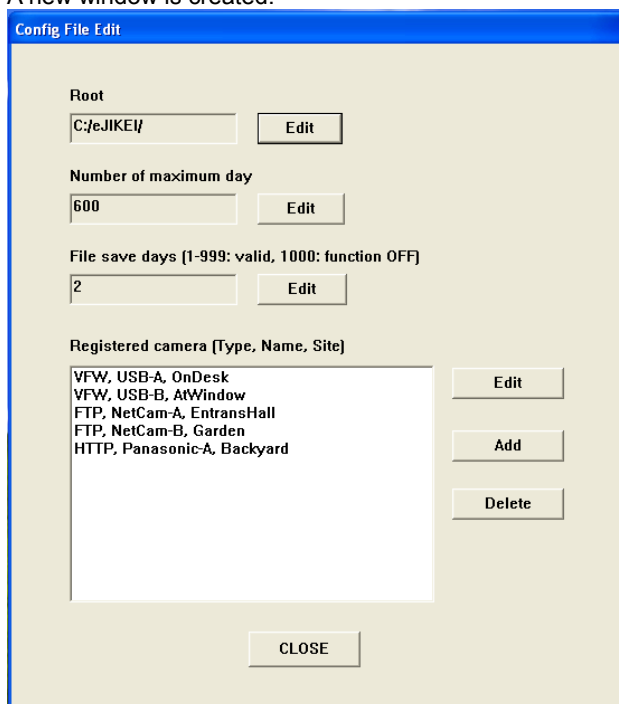 A new window is created.
Config File Edit
Root
C:/eJIKEI/
Edit
Number of maximum day
600
Edit
File save days (1-999: valid, 1000: function OFF)
2
Edit
Registered camera (Type, Name, Site)
VFW, USB-A, OnDesk
VFW, USB-B, AtWindow
FTP, NetCam-A, EntransHall
FTP, NetCam-B, Garden
HTTP, Panasonic-A, Backyard
Edit
Add
Delete
CLOSE